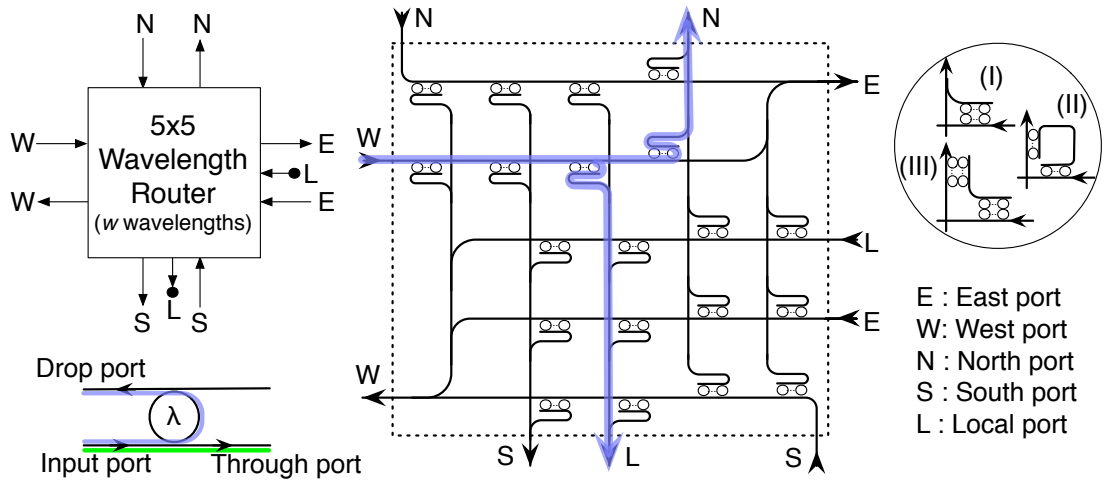 N
N
5x5
Wavelength
Router
(w wavelengths)
W
W
E
L
E
S
L
S
Drop port
λ
Input port
Through port
N
N
E
W
L
E
W
S
L
S
(I)
(II)
(III)
E : East port
W: West port
N : North port
S : South port
L : Local port